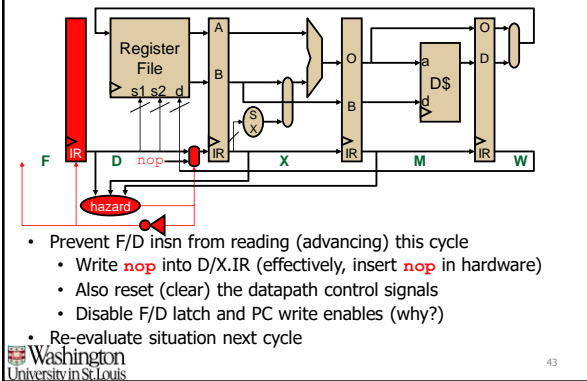 A
O
O
Register
File
B
O
a
D
D$
s1 s2 d
S
X
B
d
IR
IR
IR
IR
F
D
nop
X
M
W
hazard
• Prevent F/D insn from reading (advancing) this cycle
• Write nop into D/X.IR (effectively, insert nop in hardware)
• Also reset (clear) the datapath control signals
• Disable F/D latch and PC write enables (why?)
• Re-evaluate situation next cycle
Washington
University in St.Louis
43